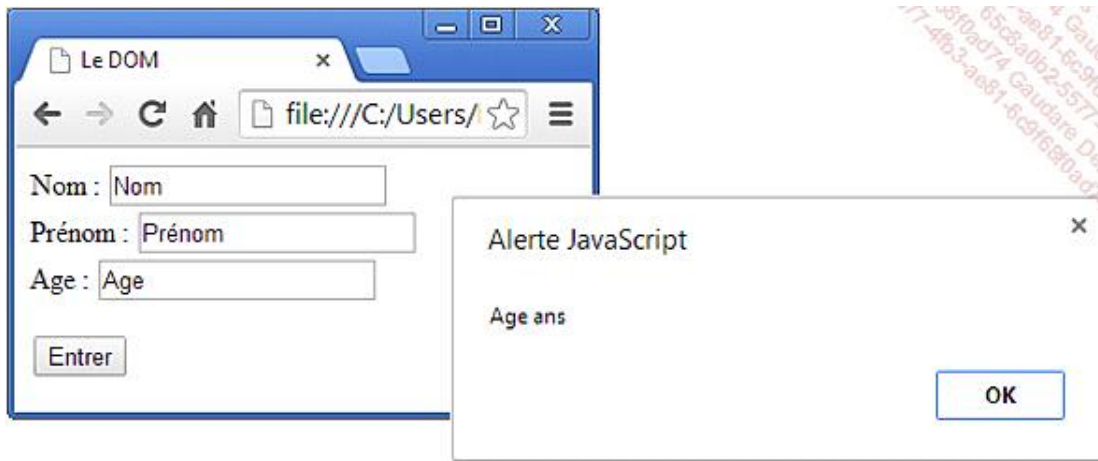 Le DOM
file:///C:/Users/
Nom : Nom
Prénom : Prénom
Age : Age
Entrer
Alerte JavaScript
Age ans
OK